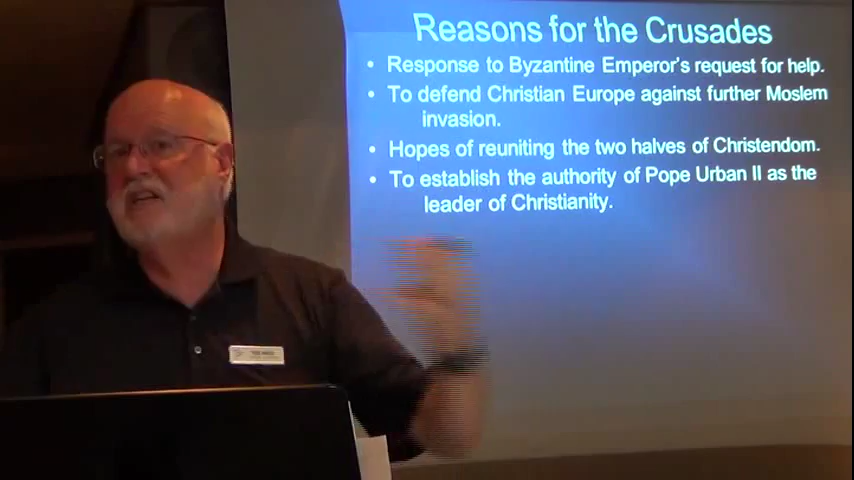 Reasons for the Crusades
• Response to Byzantine Emperor's request for help.
• To defend Christian Europe against further Moslem
invasion.
• Hopes of reuniting the two halves of Christendom.
• To establish the authority of Pope Urban II as the
leader of Christianity.